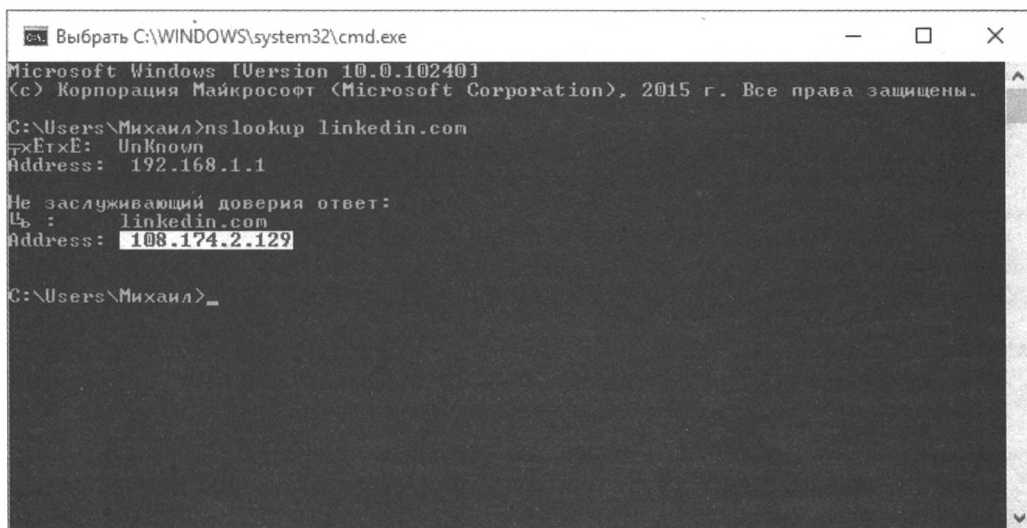 Выбрать C:\WINDOWS\system32\cmd.exe
Microsoft Windows [Version 10.0.10240]
(c) Корпорация Майкрософт (Microsoft Corporation), 2015 г. Все права защищены.
C:\Users\Михаил>nslookup linkedin.com
╤хЁтхЁ:  UnKnown
Address:  192.168.1.1
Не заслуживающий доверия ответ:
╚ь :     linkedin.com
Address:  108.174.2.129
C:\Users\Михаил>_